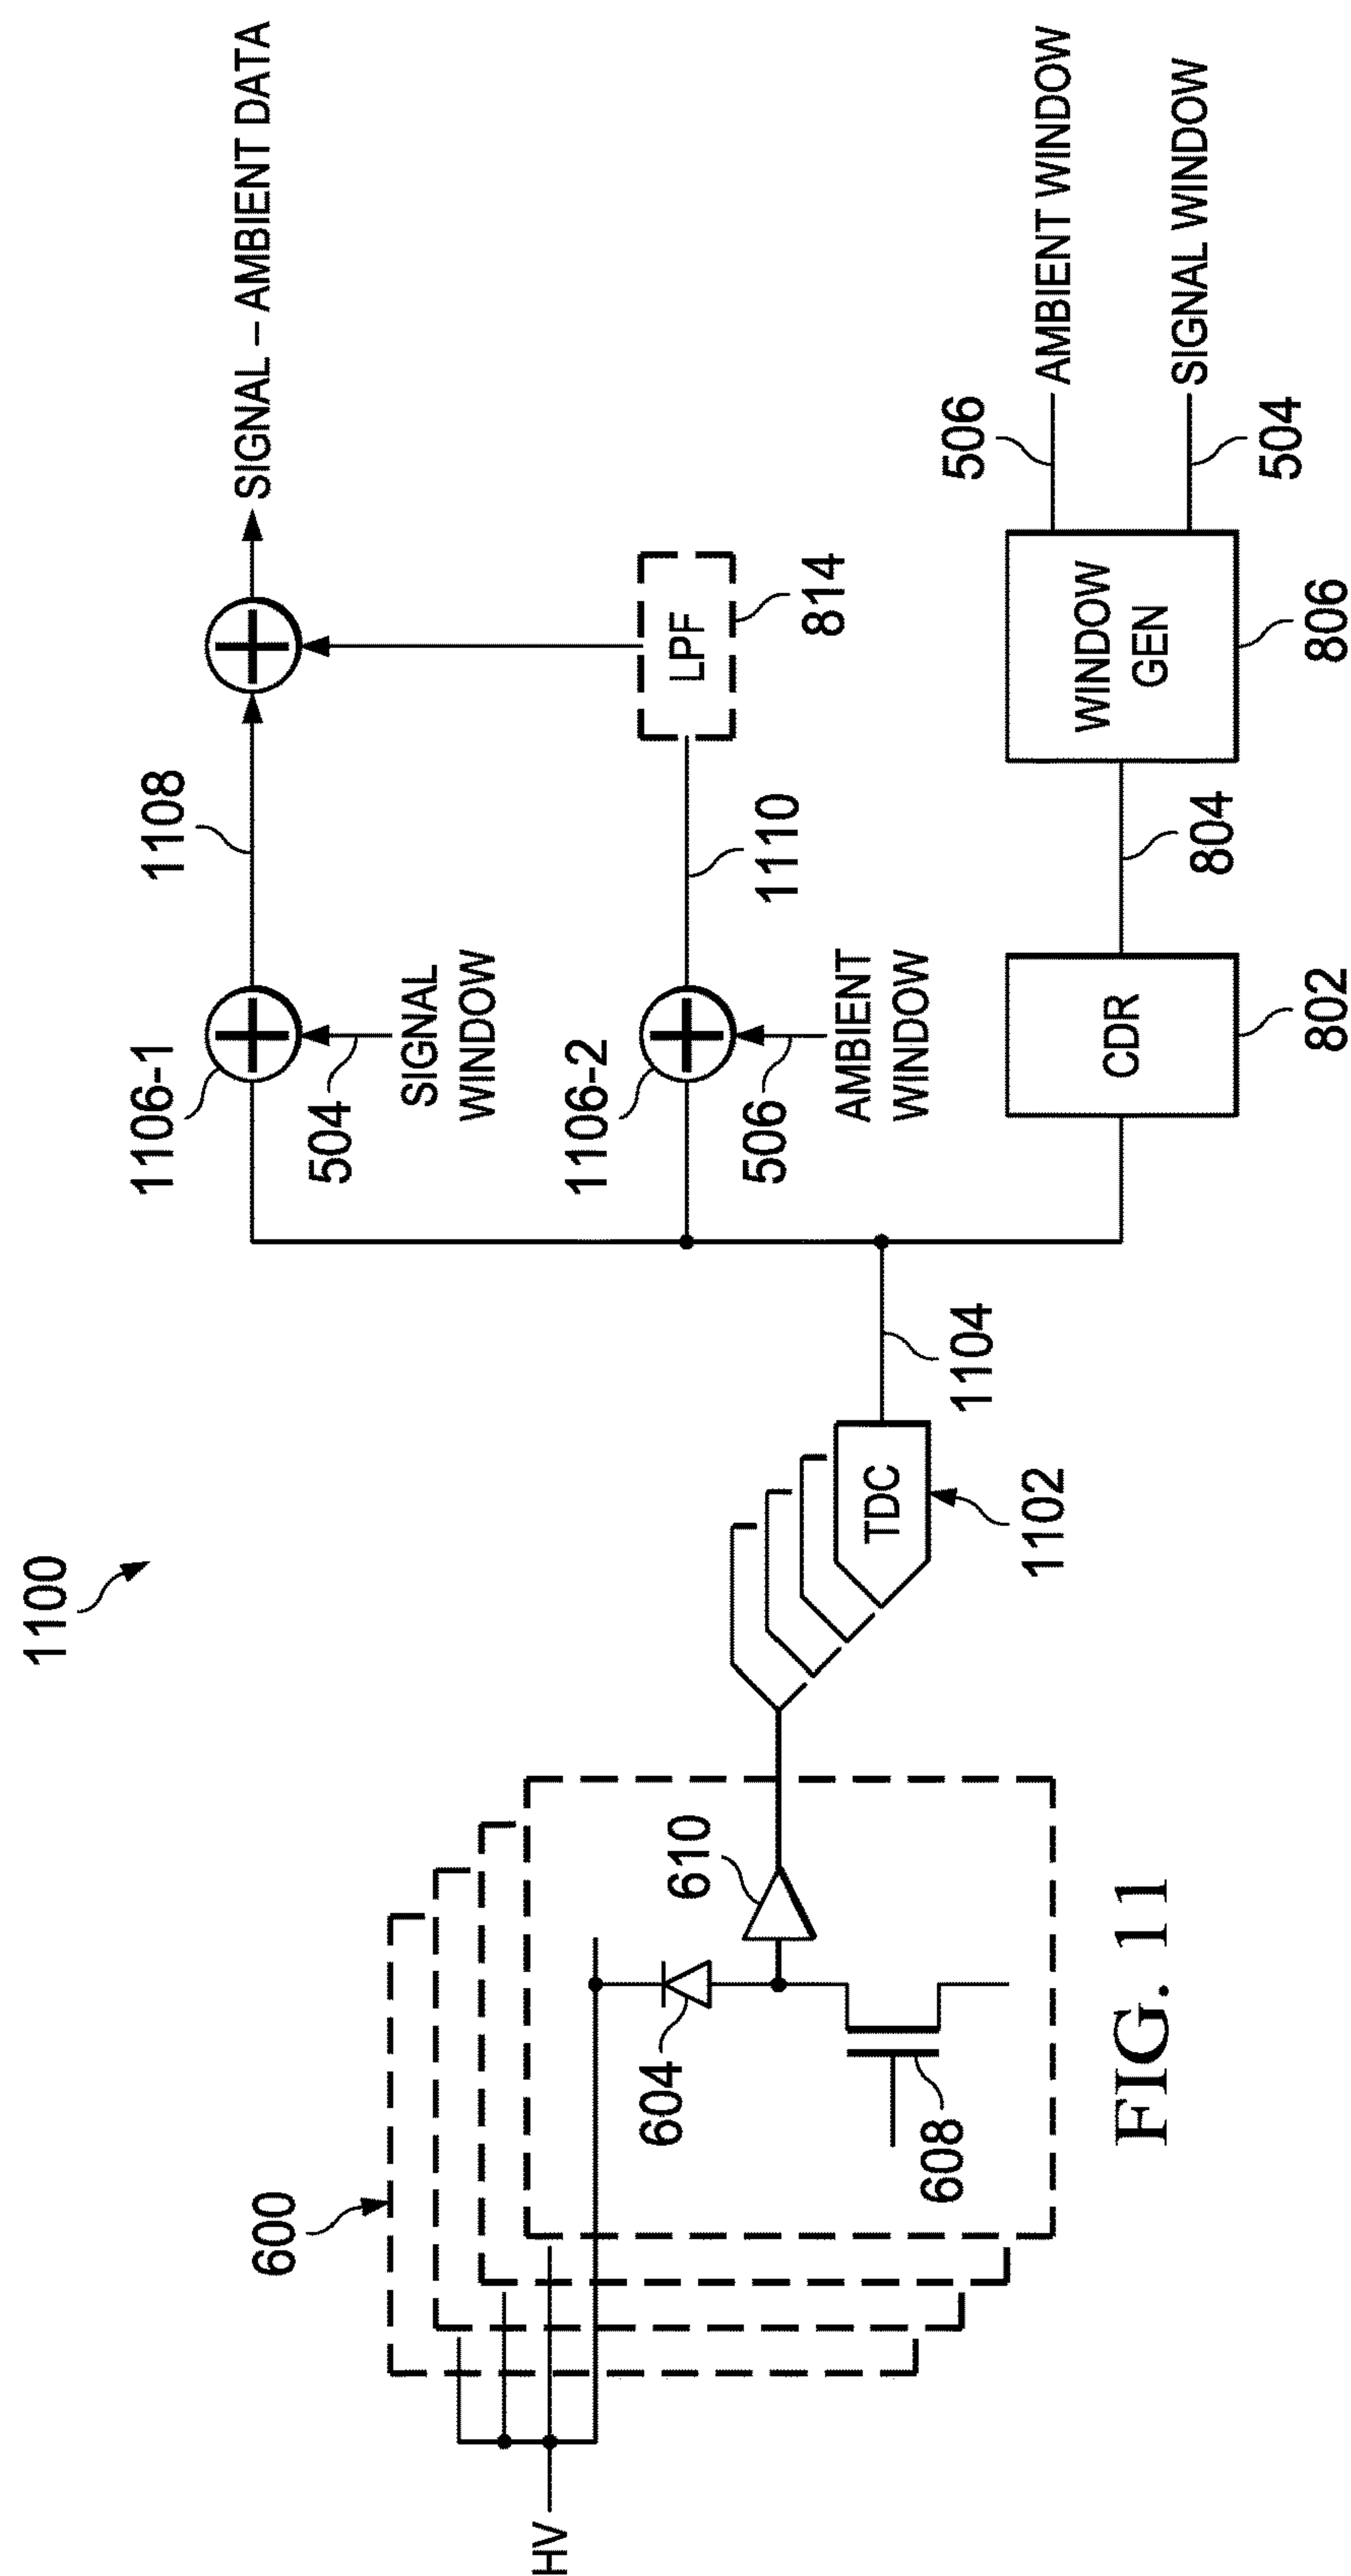 1100
HV
600
604
608
610
TDC
1102
1104
1106-1
504
SIGNAL
WINDOW
1108
SIGNAL – AMBIENT DATA
1106-2
506
AMBIENT
WINDOW
1110
LPF
814
CDR
802
804
WINDOW
GEN
806
506
AMBIENT WINDOW
504
SIGNAL WINDOW
FIG. 11